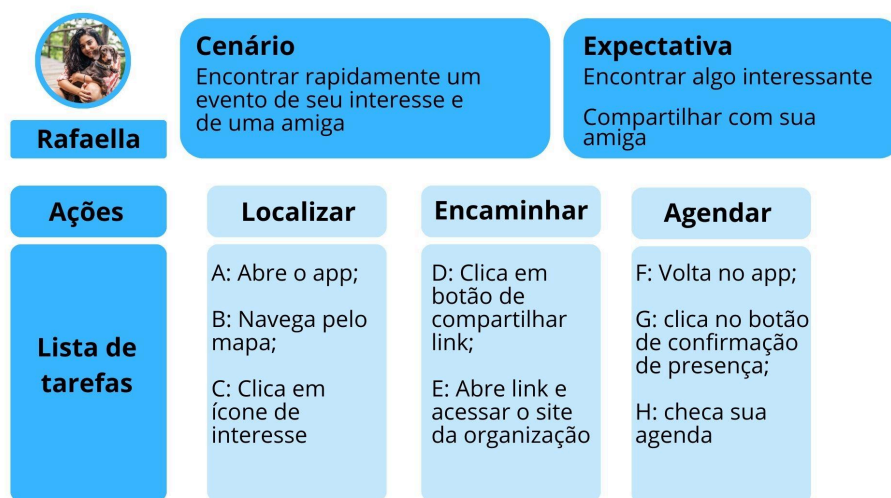 Cenário
Encontrar rapidamente um
evento de seu interesse e
de uma amiga
Expectativa
Encontrar algo interessante
Compartilhar com sua
amiga
Rafaella
Ações
Localizar
Encaminhar
Agendar
Lista de
tarefas
A: Abre o app;
B: Navega pelo
mapa;
C: Clica em
ícone de
interesse
D: Clica em
botão de
compartilhar
link;
E: Abre link e
acessar o site
da organização
F: Volta no app;
G: clica no botão
de confirmação
de presença;
H: checa sua
agenda